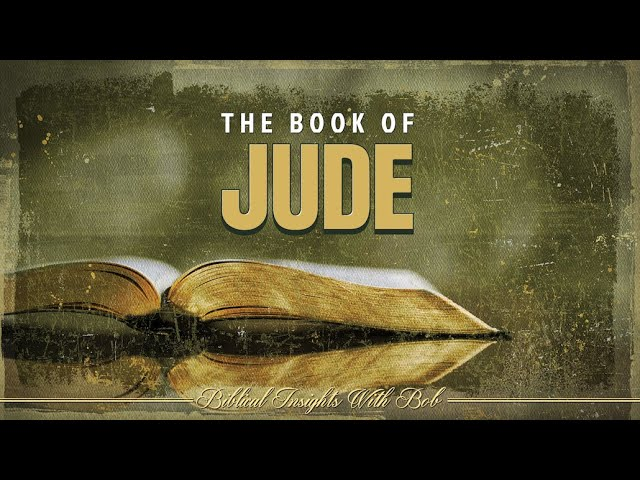 THE BOOK OF
JUDE
Biblical Insights With Bob